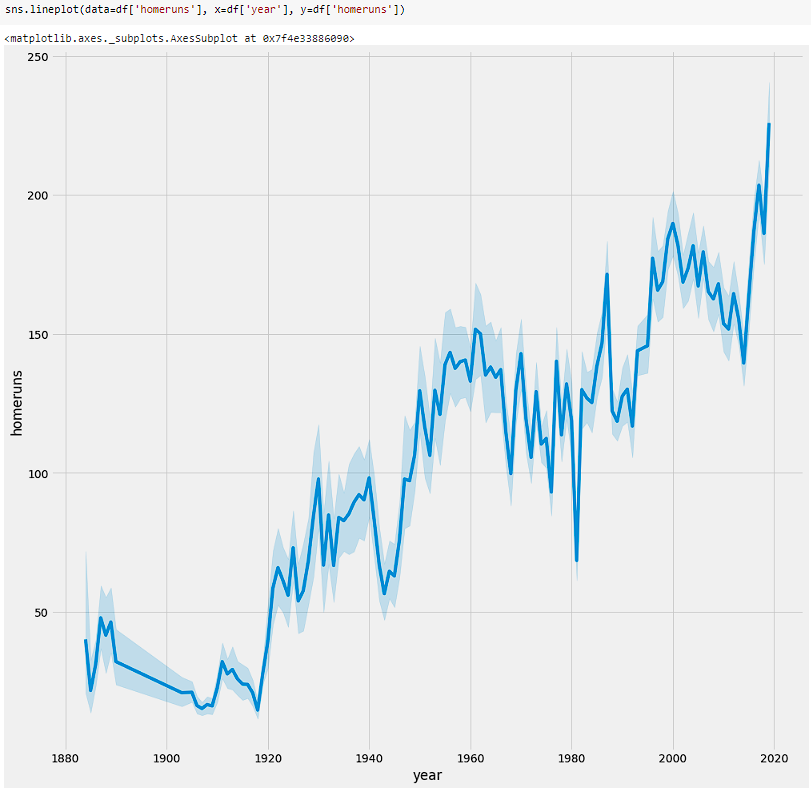 sns.lineplot(data=df['homeruns'], x=df['year'], y=df['homeruns'])
<matplotlib.axes._subplots.AxesSubplot at 0x7f4e33886090>
250
200
150
100
50
homeruns
1880 1900 1920 1940 1960 1980 2000 2020
year